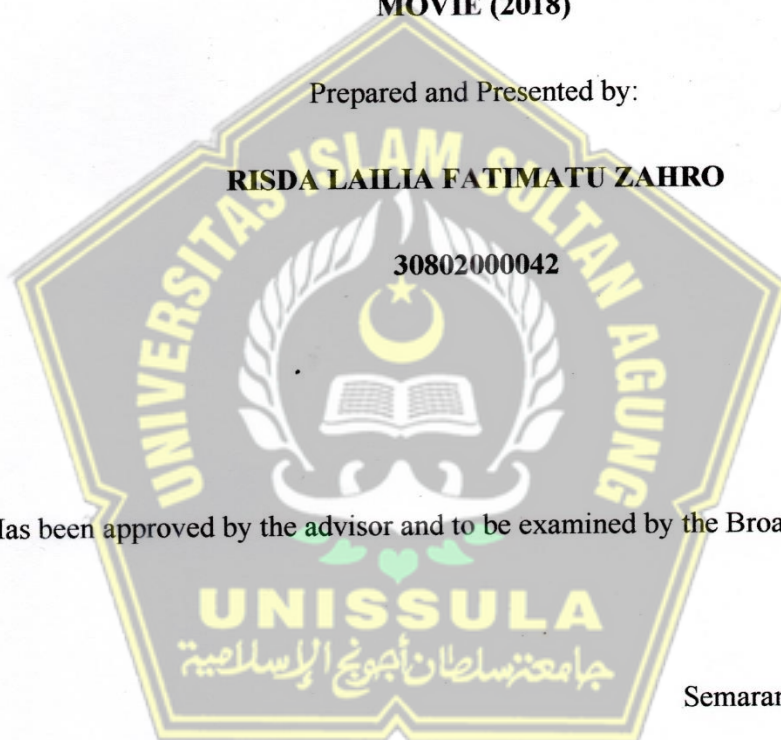 MOVIE (2018)
Prepared and Presented by:
RISDA LAILIA FATIMATU ZAHRO
30802000042
UNIVERSITAS ISLAM SULTAN AGUNG
Has been approved by the advisor and to be examined by the Broa
UNISSULA
جامعتسلطان أجونج الإسلامية
Semaran